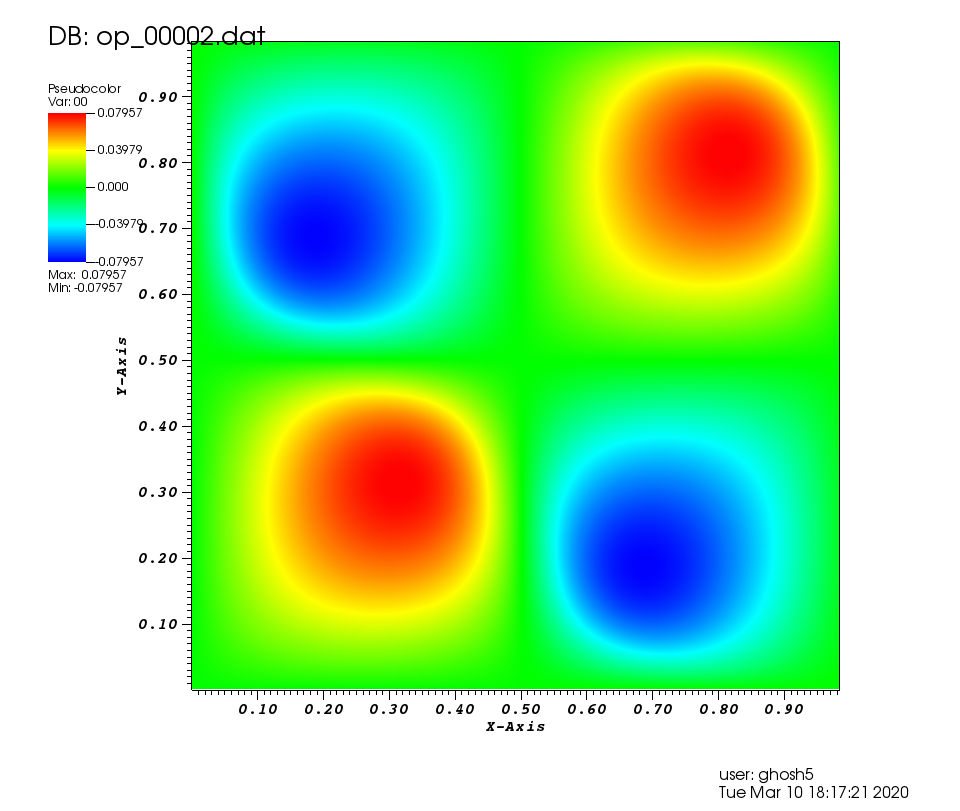 DB: op_00002.dat
Pseudocolor
Var: 00
0.07957
0.03979
0.000
-0.03979
-0.07957
Max: 0.07957
Min: -0.07957
0.90
0.80
0.70
0.60
0.50
0.40
0.30
0.20
0.10
Y-Axis
0.10 0.20 0.30 0.40 0.50 0.60 0.70 0.80 0.90
X-Axis
user: ghosh5
Tue Mar 10 18:17:21 2020